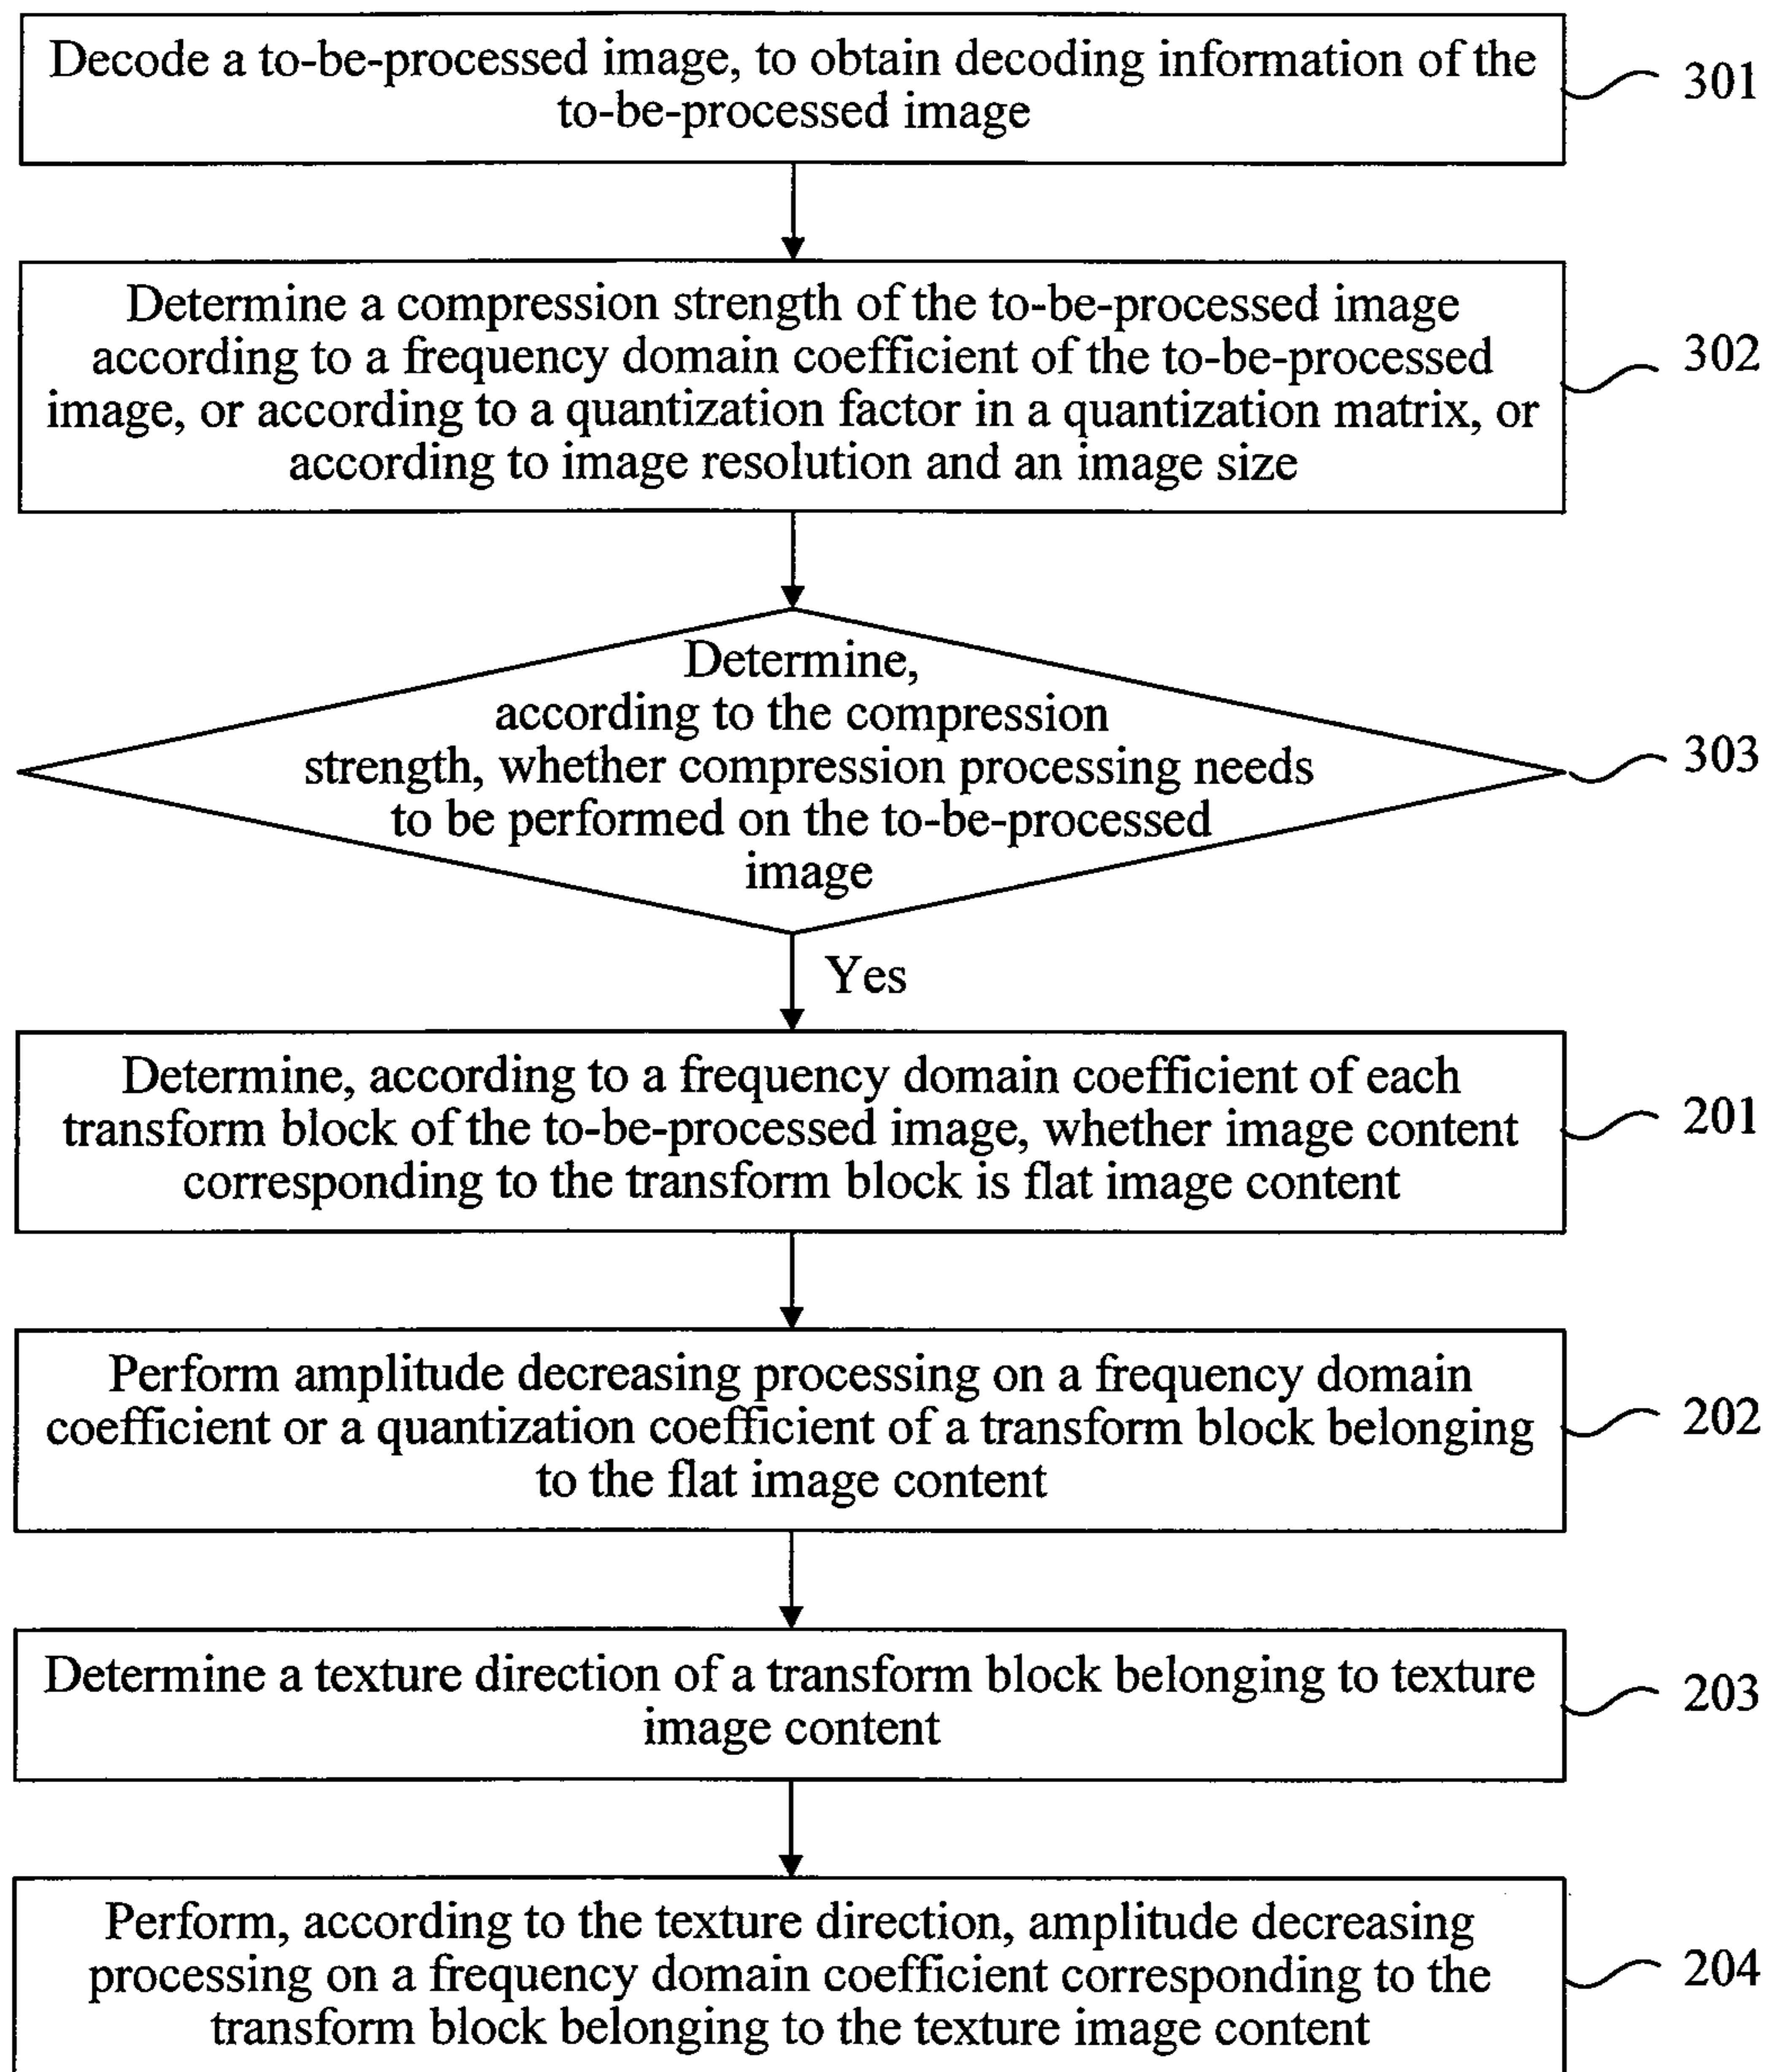 Decode a to-be-processed image, to obtain decoding information of the
to-be-processed image
301
Determine a compression strength of the to-be-processed image
according to a frequency domain coefficient of the to-be-processed
image, or according to a quantization factor in a quantization matrix, or
according to image resolution and an image size
302
Determine,
according to the compression
strength, whether compression processing needs
to be performed on the to-be-processed
image
303
Yes
Determine, according to a frequency domain coefficient of each
transform block of the to-be-processed image, whether image content
corresponding to the transform block is flat image content
201
Perform amplitude decreasing processing on a frequency domain
coefficient or a quantization coefficient of a transform block belonging
to the flat image content
202
Determine a texture direction of a transform block belonging to texture
image content
203
Perform, according to the texture direction, amplitude decreasing
processing on a frequency domain coefficient corresponding to the
transform block belonging to the texture image content
204